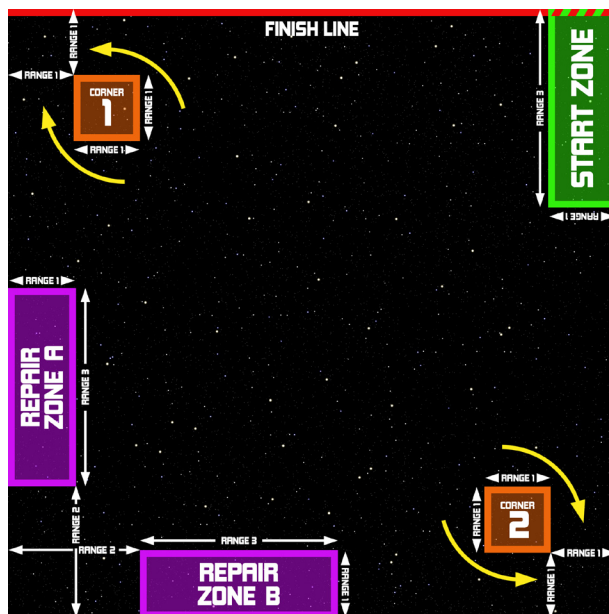 FINISH LINE
RANGE 1
RANGE 1
CORNER
1
RANGE 1
RANGE 1
RANGE 3
START ZONE
RANGE 1
RANGE 1
REPAIR
ZONE A
RANGE 3
RANGE 2
RANGE 2
RANGE 3
REPAIR
ZONE B
RANGE 1
RANGE 1
RANGE 1
CORNER
2
RANGE 1
RANGE 1